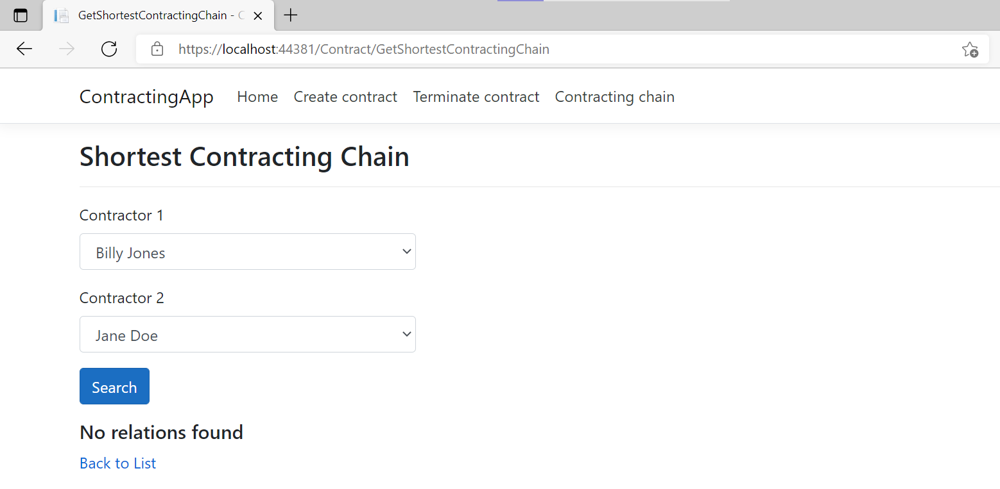 GetShortestContractingChain - C
https://localhost:44381/Contract/GetShortestContractingChain
ContractingApp Home Create contract Terminate contract Contracting chain
Shortest Contracting Chain
Contractor 1
Billy Jones
Contractor 2
Jane Doe
Search
No relations found
Back to List